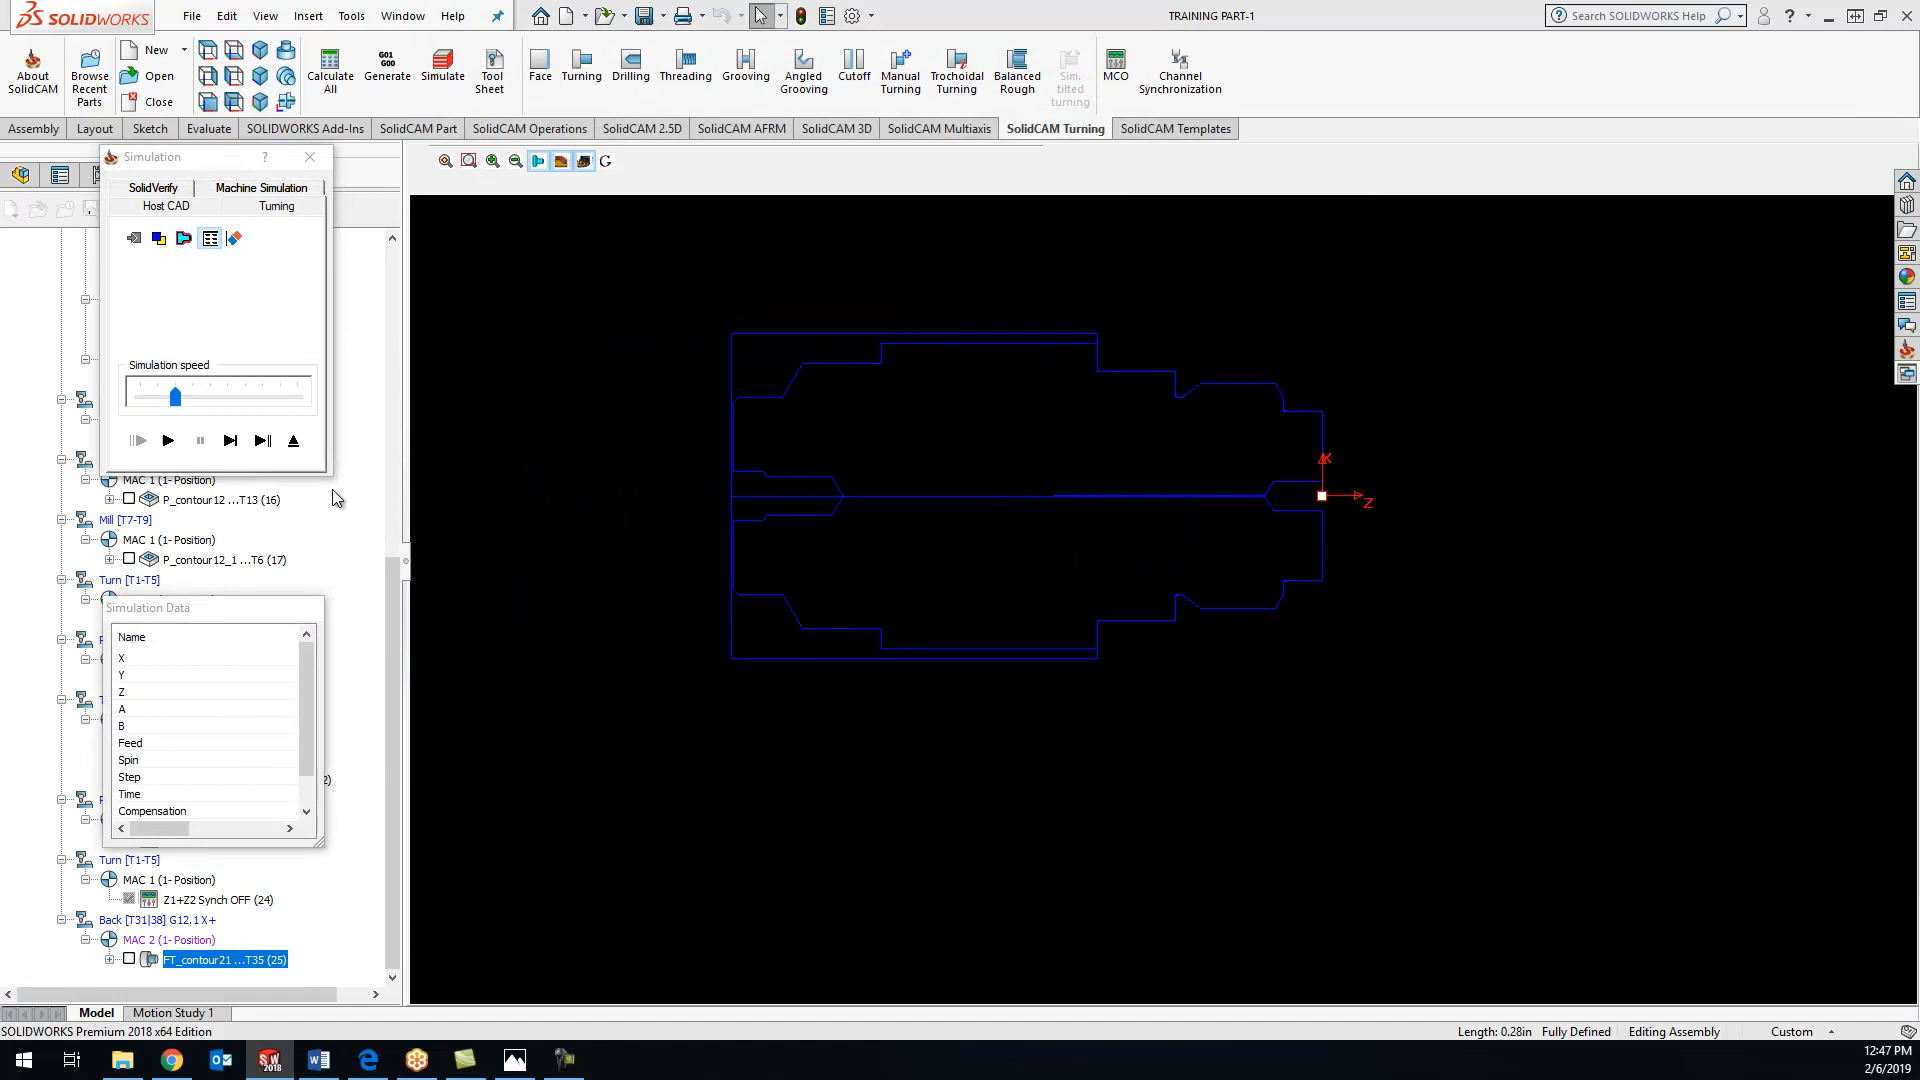 SOLIDWORKS
File Edit View Insert Tools Window Help
TRAINING PART-1
Search SOLIDWORKS Help
About SolidCAM
Browse Recent Parts
New
Open
Close
Calculate All
G01 G00
Generate
Simulate
Tool Sheet
Face
Turning
Drilling
Threading
Grooving
Angled Grooving
Cutoff
Manual Turning
Trochoidal Turning
Balanced Rough
Sim. tilted turning
MCO
Channel Synchronization
Assembly Layout Sketch Evaluate SOLIDWORKS Add-Ins SolidCAM Part SolidCAM Operations SolidCAM 2.5D SolidCAM AFRM SolidCAM 3D SolidCAM Multiaxis SolidCAM Turning SolidCAM Templates
Simulation ?
SolidVerify Machine Simulation
Host CAD Turning
Simulation speed
MAC 1 (1- Position)
P_contour12 ...T13 (16)
Mill [T7-T9]
MAC 1 (1- Position)
P_contour12_1 ...T6 (17)
Turn [T1-T5]
Simulation Data
Name
X
Y
Z
A
B
Feed
Spin
Step
Time
Compensation
2)
Turn [T1-T5]
MAC 1 (1- Position)
Z1+Z2 Synch OFF (24)
Back [T31|38] G12.1 X+
MAC 2 (1- Position)
FT_contour21 ...T35 (25)
X
Z
Model Motion Study 1
SOLIDWORKS Premium 2018 x64 Edition
Length: 0.28in Fully Defined Editing Assembly Custom
SW 2018
12:47 PM
2/6/2019